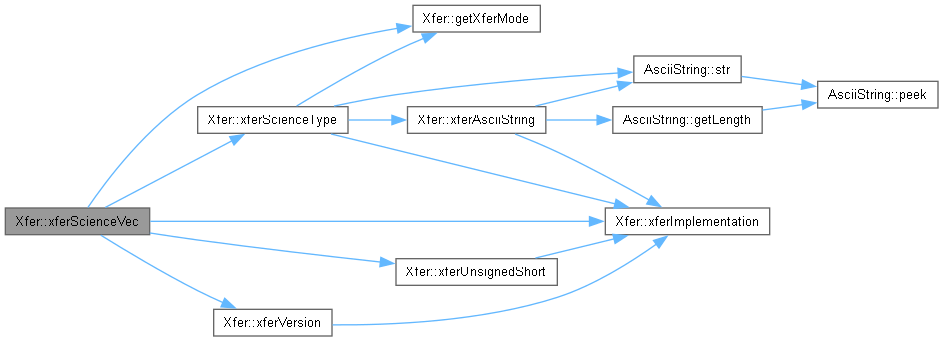 Xfer::getXferMode
AsciiString::str
AsciiString::peek
Xfer::xferScienceType
Xfer::xferAsciiString
AsciiString::getLength
Xfer::xferScienceVec
Xfer::xferImplementation
Xfer::xferUnsignedShort
Xfer::xferVersion